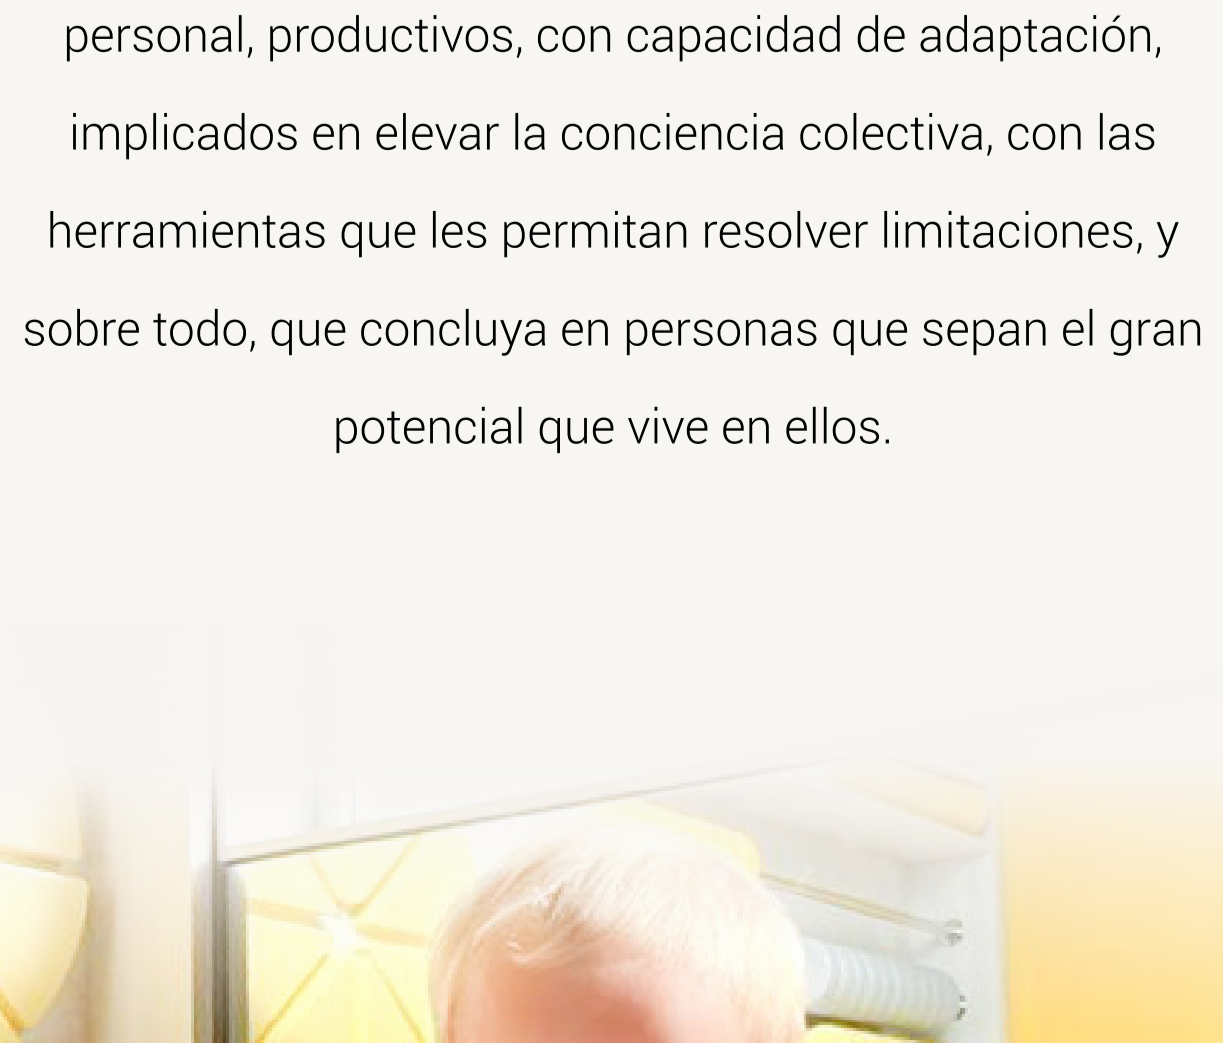 personal, productivos, con capacidad de adaptación,
implicados en elevar la conciencia colectiva, con las
herramientas que les permitan resolver limitaciones, y
sobre todo, que concluya en personas que sepan el gran
potencial que vive en ellos.